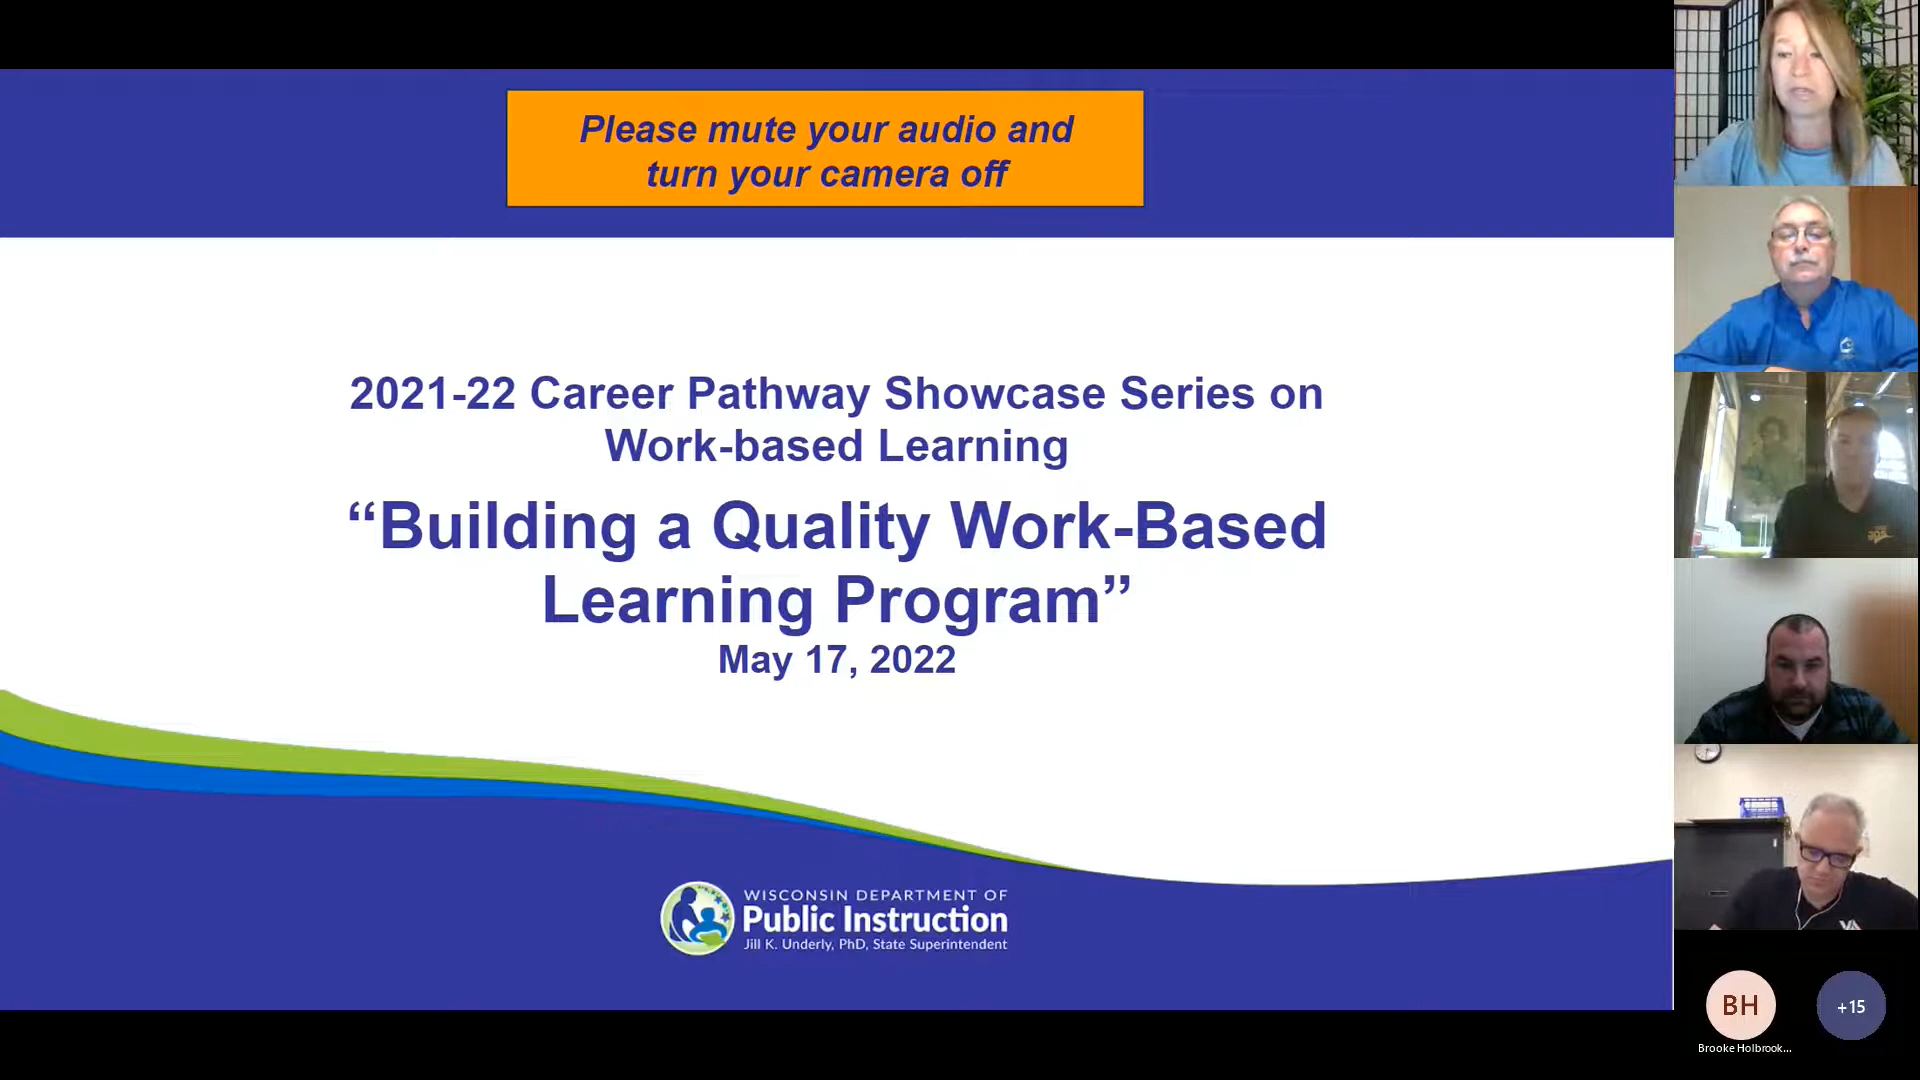 Please mute your audio and
turn your camera off
2021-22 Career Pathway Showcase Series on
Work-based Learning
“Building a Quality Work-Based
Learning Program”
May 17, 2022
WISCONSIN DEPARTMENT OF
Public Instruction
Jill K. Underly, PhD, State Superintendent
BH
+15
Brooke Holbrook...